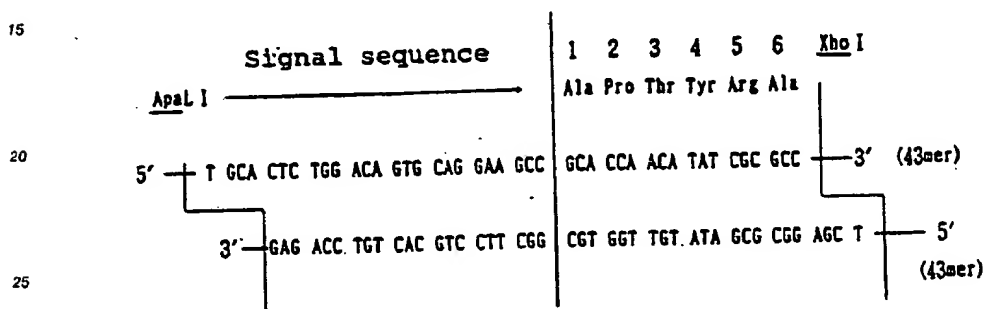 15
Signal sequence
1 2 3 4 5 6 Xho I
ApaL I
Ala Pro Thr Tyr Arg Ala
20
5′ T GCA CTC TGG ACA GTG CAG GAA GCC GCA CCA ACA TAT CGC GCC 3′ (43mer)
3′ GAG ACC TGT CAC GTC CTT CGG CGT GGT TGT ATA GCG CGG AGC T 5′
(43mer)
25